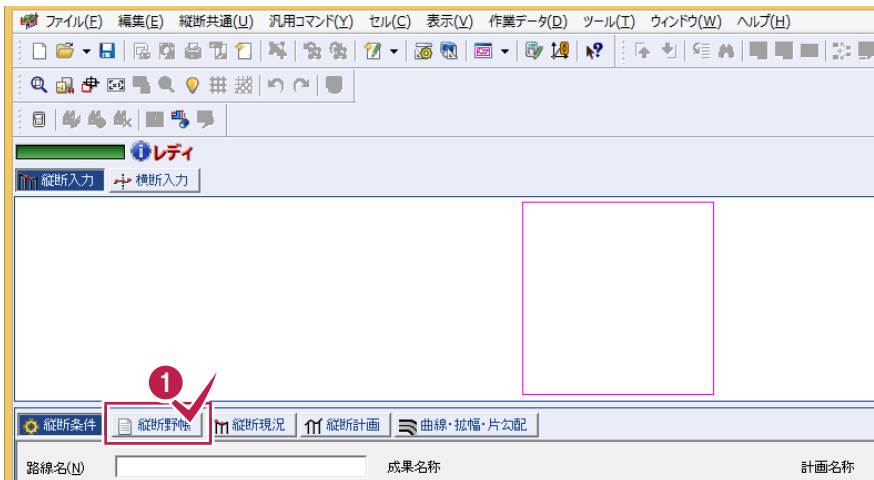 ファイル(F) 編集(E) 縦断共通(U) 汎用コマンド(Y) セル(C) 表示(V) 作業データ(D) ツール(I) ウィンドウ(W) ヘルプ(H)
レディ
縦断入力 横断入力
1
縦断条件 縦断野帳 縦断現況 縦断計画 曲線・拡幅・片勾配
路線名(N) 成果名称 計画名称